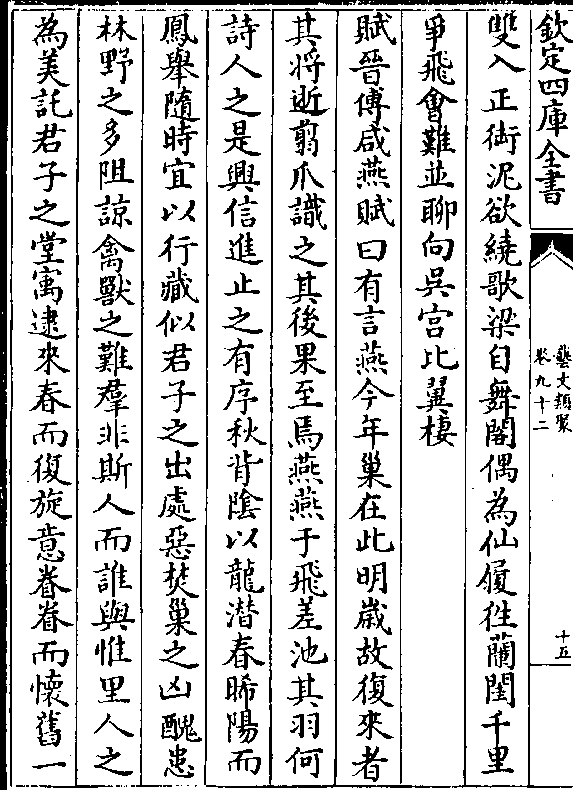 欽定四庫全書
藝文類聚
卷九十二
十五
雙入正銜泥欲繞歌梁自舞閣偶為仙履徃蘭閨千里
爭飛會難並聊向吳宫比翼棲
賦晉傅咸燕賦曰有言燕今年巢在此明歲故復來者
其將逝翦爪識之其後果至焉燕燕于飛差池其羽何
詩人之是興信進止之有序秋背陰以龍潛春晞陽而
鳳舉隨時宜以行藏似君子之出處惡焚巢之凶醜患
林野之多阻諒禽獸之難羣非斯人而誰與惟里人之
為美託君子之堂寓逮來春而復旋意眷眷而懷舊一